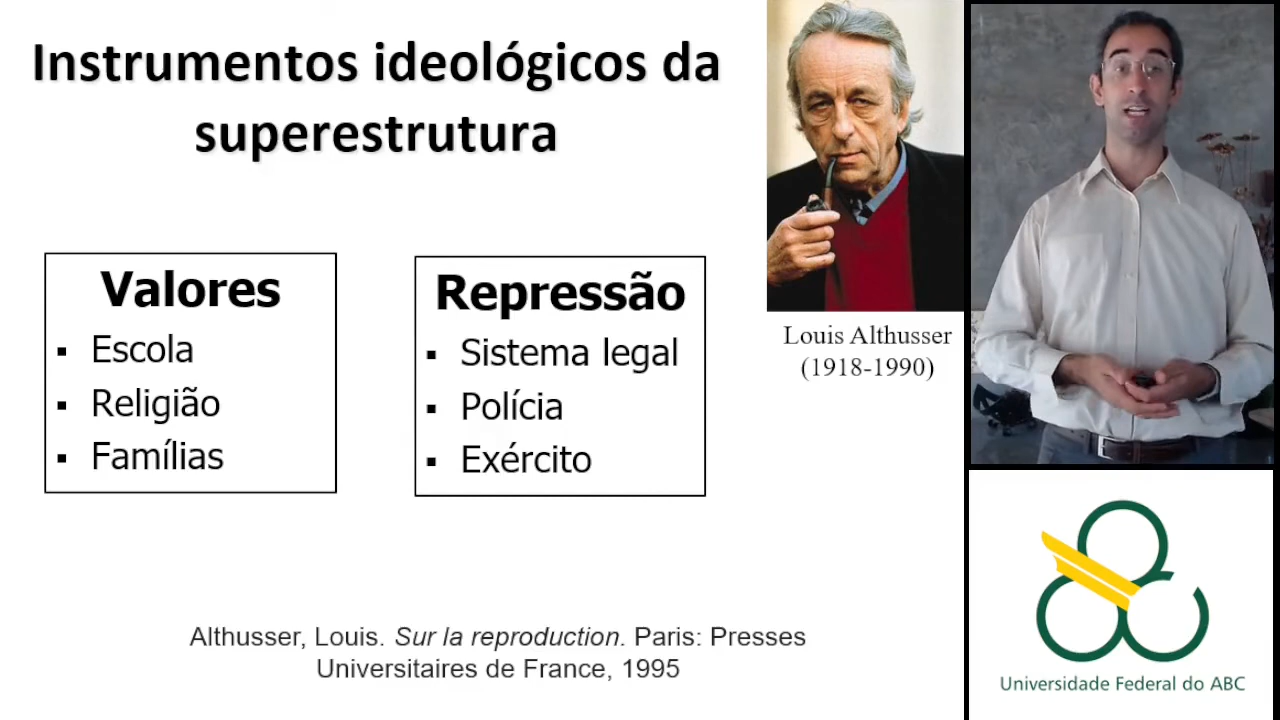 Instrumentos ideológicos da
superestrutura
Valores
▪ Escola
▪ Religião
▪ Famílias
Repressão
▪ Sistema legal
▪ Polícia
▪ Exército
Louis Althusser
(1918-1990)
Althusser, Louis. Sur la reproduction. Paris: Presses
Universitaires de France, 1995
Universidade Federal do ABC